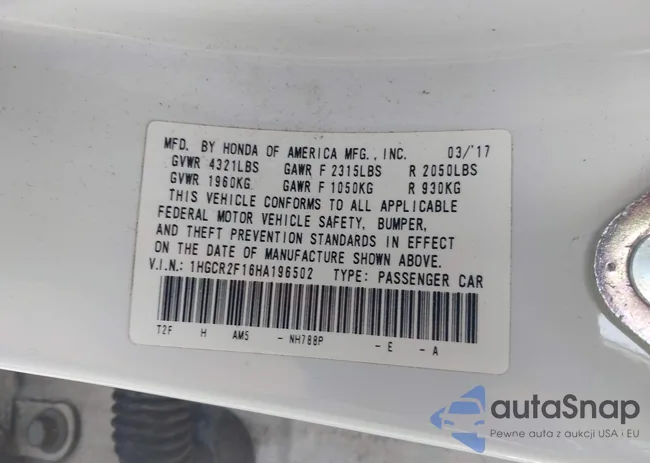 MFD. BY HONDA OF AMERICA MFG., INC. 03/'17
GVWR 4321LBS GAWR F 2315LBS R 2050LBS
GVWR 1960KG GAWR F 1050KG R 930KG
THIS VEHICLE CONFORMS TO ALL APPLICABLE
FEDERAL MOTOR VEHICLE SAFETY, BUMPER,
AND THEFT PREVENTION STANDARDS IN EFFECT
ON THE DATE OF MANUFACTURE SHOWN ABOVE.
V.I.N.: 1HGCR2F16HA196502 TYPE: PASSENGER CAR
T2F H AM5 - NH788P - E - A
autoSnap
Pewne auta z aukcji USA i EU